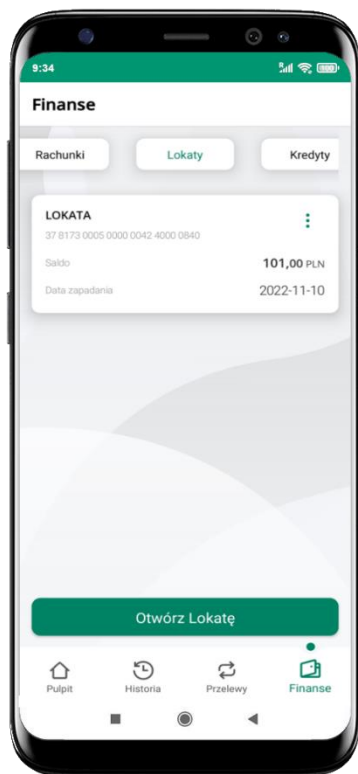 9:34
Finanse
Rachunki Lokaty Kredyty
LOKATA
37 8173 0005 0000 0042 4000 0840
Saldo 101,00 PLN
Data zapadania 2022-11-10
Otwórz Lokatę
Pulpit Historia Przelewy Finanse